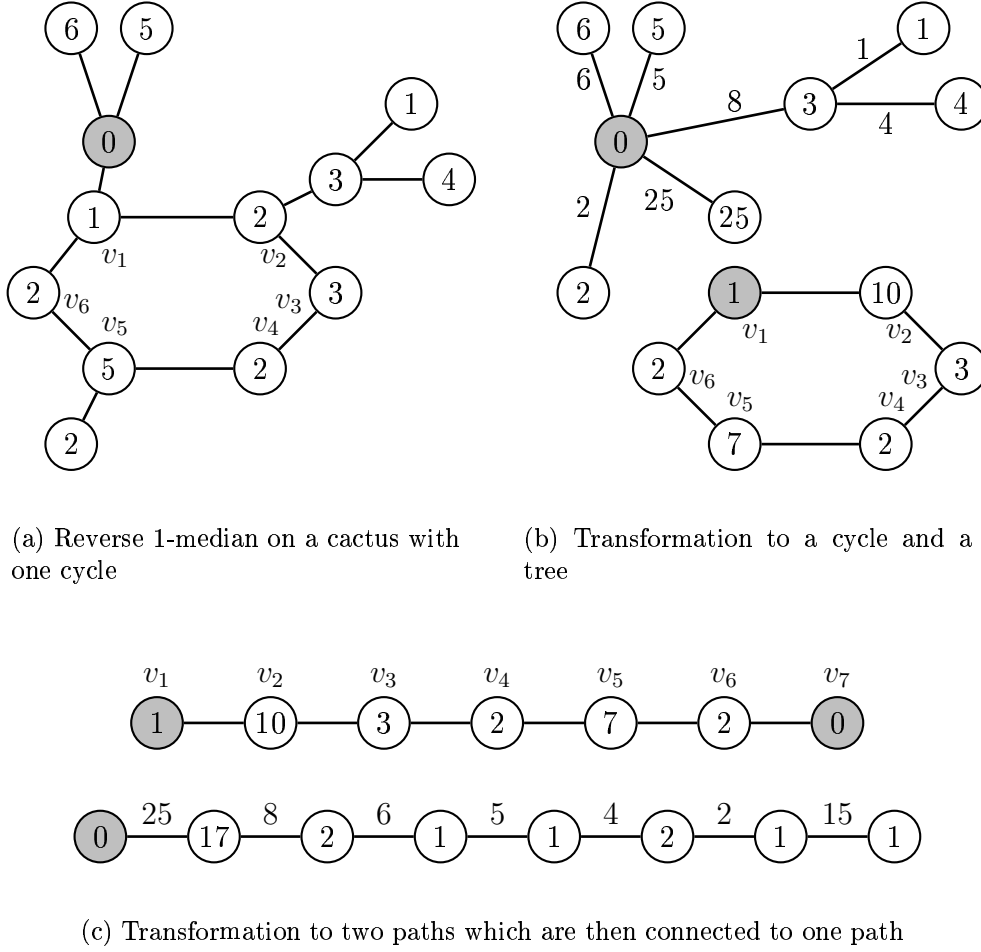 6 5
0
1
3
4
1 2
v1 v2
2 v6 v3 3
v5 v4
5 2
2
6 5 1
6 5 8 1
3 4
4
0
2 25 25
2 1 10
v1 v2
2 v6 v3 3
v5 v4
7 2
(a) Reverse 1-median on a cactus with
one cycle
(b) Transformation to a cycle and a
tree
v1 v2 v3 v4 v5 v6 v7
1 10 3 2 7 2 0
25 8 6 5 4 2 15
0 17 2 1 1 2 1 1
(c) Transformation to two paths which are then connected to one path